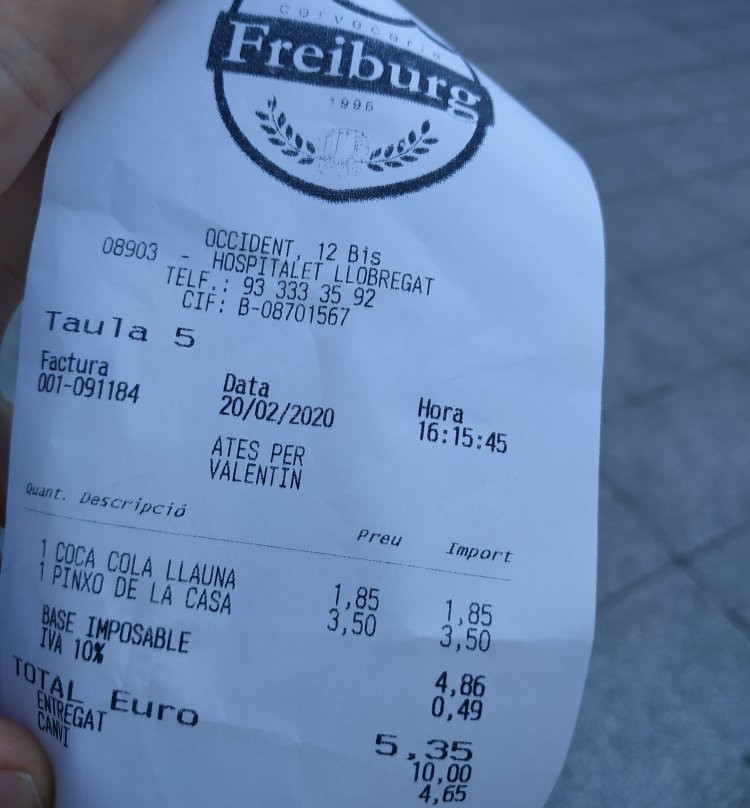 cervecería
Freiburg
1996
OCCIDENT, 12 Bis
08903 - HOSPITALET LLOBREGAT
TELF.: 93 333 35 92
CIF: B-08701567
Taula 5
Factura Data Hora
001-091184 20/02/2020 16:15:45
ATES PER
VALENTIN
Quant. Descripció Preu Import
1 COCA COLA LLAUNA 1,85 1,85
1 PINXO DE LA CASA 3,50 3,50
BASE IMPOSABLE 4,86
IVA 10% 0,49
TOTAL Euro 5,35
ENTREGAT 10,00
CANVI 4,65